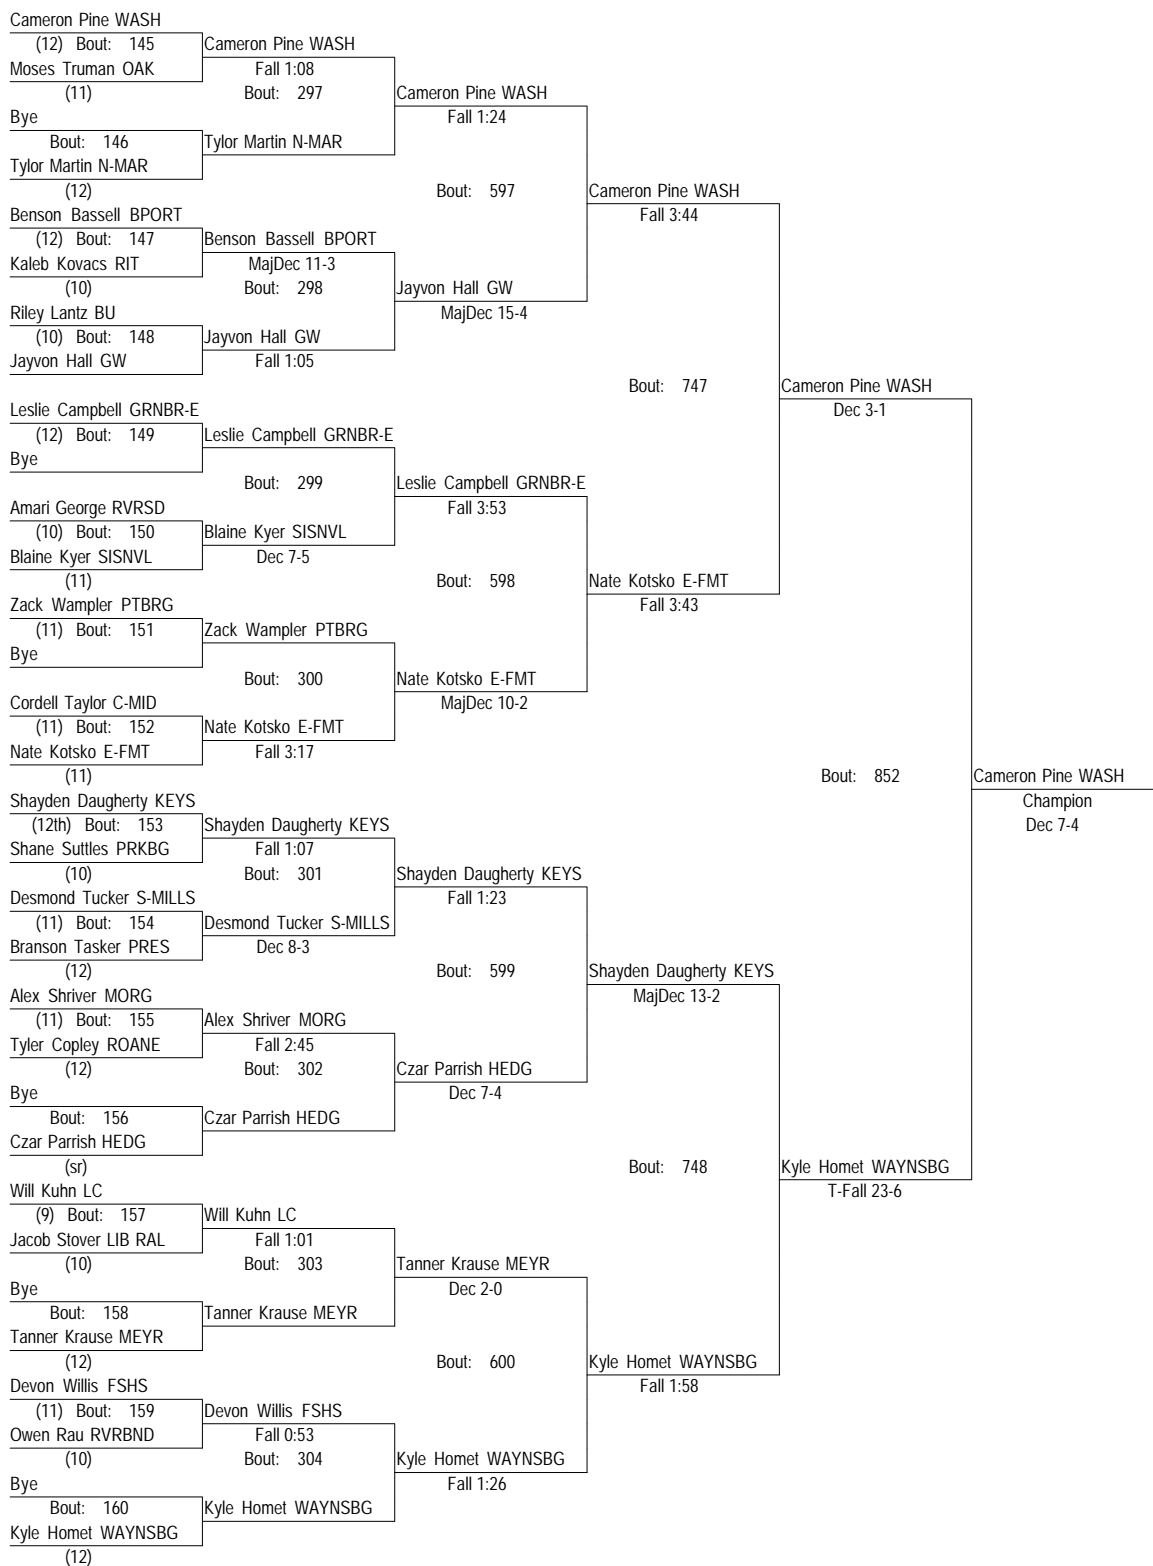 Cameron Pine WASH
(12) Bout: 145 Cameron Pine WASH
Moses Truman OAK Fall 1:08
(11) Bout: 297 Cameron Pine WASH
Bye Fall 1:24
Bout: 146 Tylor Martin N-MAR
Tylor Martin N-MAR
(12) Bout: 597 Cameron Pine WASH
Benson Bassell BPORT Fall 3:44
(12) Bout: 147 Benson Bassell BPORT
Kaleb Kovacs RIT MajDec 11-3
(10) Bout: 298 Jayvon Hall GW
Riley Lantz BU MajDec 15-4
(10) Bout: 148 Jayvon Hall GW
Jayvon Hall GW Fall 1:05
Bout: 747 Cameron Pine WASH
Leslie Campbell GRNBR-E Dec 3-1
(12) Bout: 149 Leslie Campbell GRNBR-E
Bye
Bout: 299 Leslie Campbell GRNBR-E
Amari George RVRSD Fall 3:53
(10) Bout: 150 Blaine Kyer SISNVL
Blaine Kyer SISNVL Dec 7-5
(11) Bout: 598 Nate Kotsko E-FMT
Zack Wampler PTBRG Fall 3:43
(11) Bout: 151 Zack Wampler PTBRG
Bye
Bout: 300 Nate Kotsko E-FMT
Cordell Taylor C-MID MajDec 10-2
(11) Bout: 152 Nate Kotsko E-FMT
Nate Kotsko E-FMT Fall 3:17
(11) Bout: 852 Cameron Pine WASH
Shayden Daugherty KEYS Champion
(12th) Bout: 153 Shayden Daugherty KEYS Dec 7-4
Shane Suttles PRKBG Fall 1:07
(10) Bout: 301 Shayden Daugherty KEYS
Desmond Tucker S-MILLS Fall 1:23
(11) Bout: 154 Desmond Tucker S-MILLS
Branson Tasker PRES Dec 8-3
(12) Bout: 599 Shayden Daugherty KEYS
Alex Shriver MORG MajDec 13-2
(11) Bout: 155 Alex Shriver MORG
Tyler Copley ROANE Fall 2:45
(12) Bout: 302 Czar Parrish HEDG
Bye Dec 7-4
Bout: 156 Czar Parrish HEDG
Czar Parrish HEDG
(sr) Bout: 748 Kyle Homet WAYNSBG
Will Kuhn LC T-Fall 23-6
(9) Bout: 157 Will Kuhn LC
Jacob Stover LIB RAL Fall 1:01
(10) Bout: 303 Tanner Krause MEYR
Bye Dec 2-0
Bout: 158 Tanner Krause MEYR
Tanner Krause MEYR
(12) Bout: 600 Kyle Homet WAYNSBG
Devon Willis FSHS Fall 1:58
(11) Bout: 159 Devon Willis FSHS
Owen Rau RVRBND Fall 0:53
(10) Bout: 304 Kyle Homet WAYNSBG
Bye Fall 1:26
Bout: 160 Kyle Homet WAYNSBG
Kyle Homet WAYNSBG
(12)